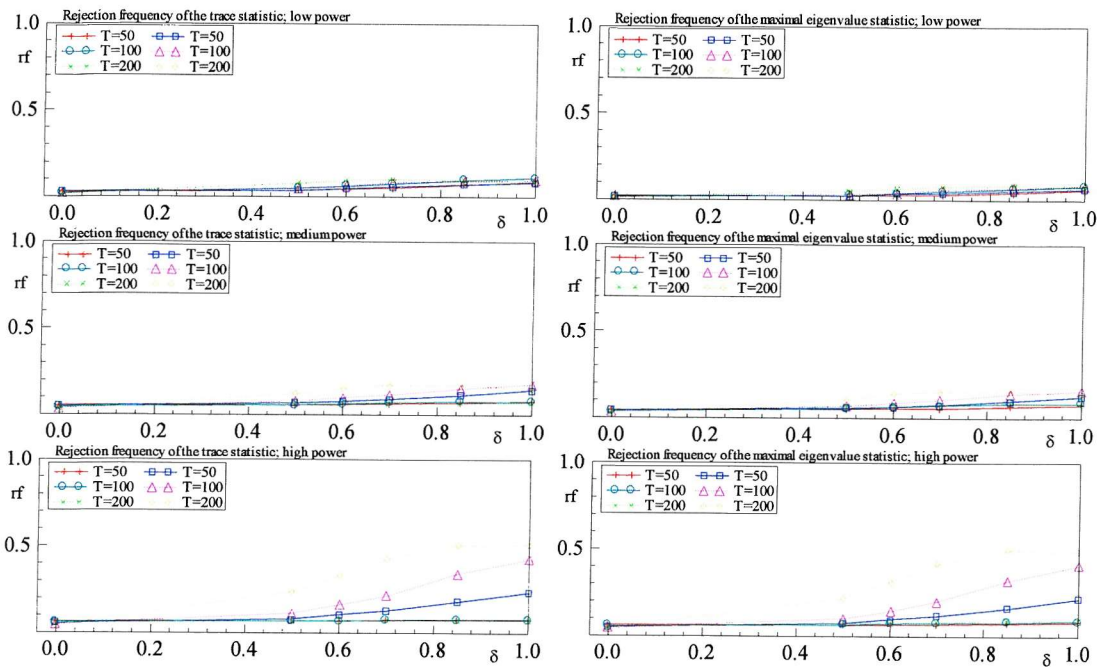 Rejection frequency of the trace statistic; low power
1.0
rf
0.5
T=50 T=50
T=100 T=100
T=200 T=200
0.0 0.2 0.4 0.6 0.8 δ 1.0
Rejection frequency of the maximal eigenvalue statistic; low power
1.0
rf
0.5
T=50 T=50
T=100 T=100
T=200 T=200
0.0 0.2 0.4 0.6 0.8 δ 1.0
Rejection frequency of the trace statistic; medium power
1.0
rf
0.5
T=50 T=50
T=100 T=100
T=200 T=200
0.0 0.2 0.4 0.6 0.8 δ 1.0
Rejection frequency of the maximal eigenvalue statistic; medium power
1.0
rf
0.5
T=50 T=50
T=100 T=100
T=200 T=200
0.0 0.2 0.4 0.6 0.8 δ 1.0
Rejection frequency of the trace statistic; high power
1.0
rf
0.5
T=50 T=50
T=100 T=100
T=200 T=200
0.0 0.2 0.4 0.6 0.8 δ 1.0
Rejection frequency of the maximal eigenvalue statistic; high power
1.0
rf
0.5
T=50 T=50
T=100 T=100
T=200 T=200
0.0 0.2 0.4 0.6 0.8 δ 1.0